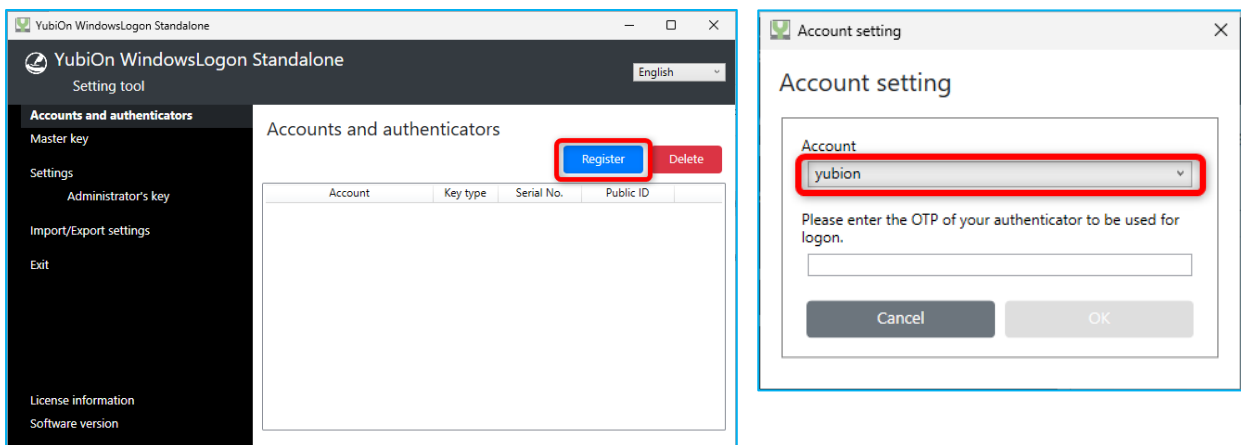 YubiOn WindowsLogon Standalone
YubiOn WindowsLogon Standalone
Setting tool
English
Accounts and authenticators
Master key
Settings
Administrator's key
Import/Export settings
Exit
License information
Software version
Accounts and authenticators
Register
Delete
Account Key type Serial No. Public ID
Account setting
Account setting
Account
yubion
Please enter the OTP of your authenticator to be used for
logon.
Cancel
OK